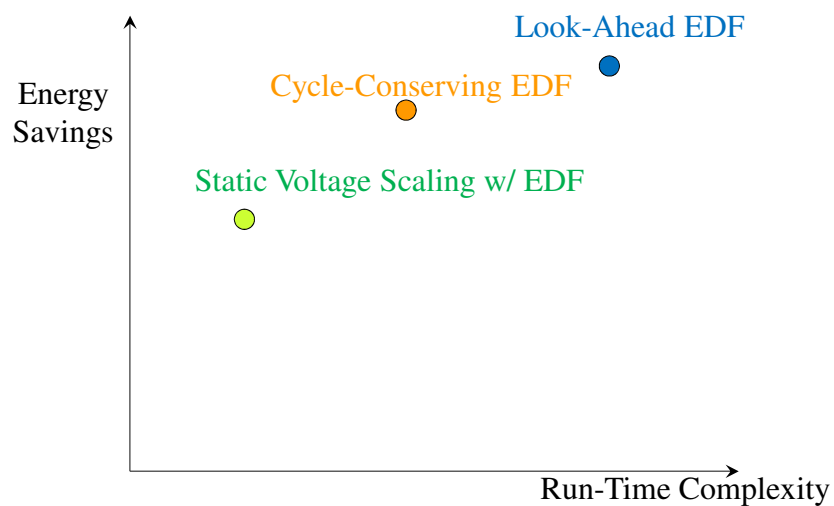 Look-Ahead EDF
Energy
Savings
Cycle-Conserving EDF
Static Voltage Scaling w/ EDF
Run-Time Complexity